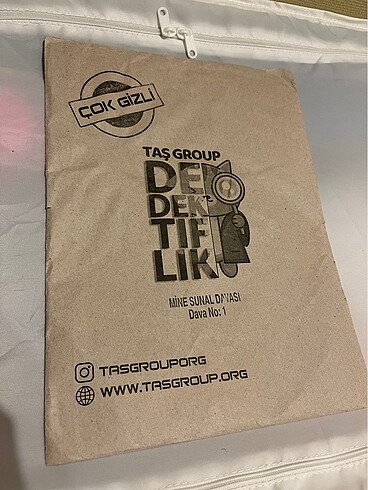 ÇOK GİZLİ
TAŞ GROUP
DE
DEK
TİF
LİK
MİNE SUNAL DAVASI
Dava No: 1
TASGROUPORG
WWW.TASGROUP.ORG